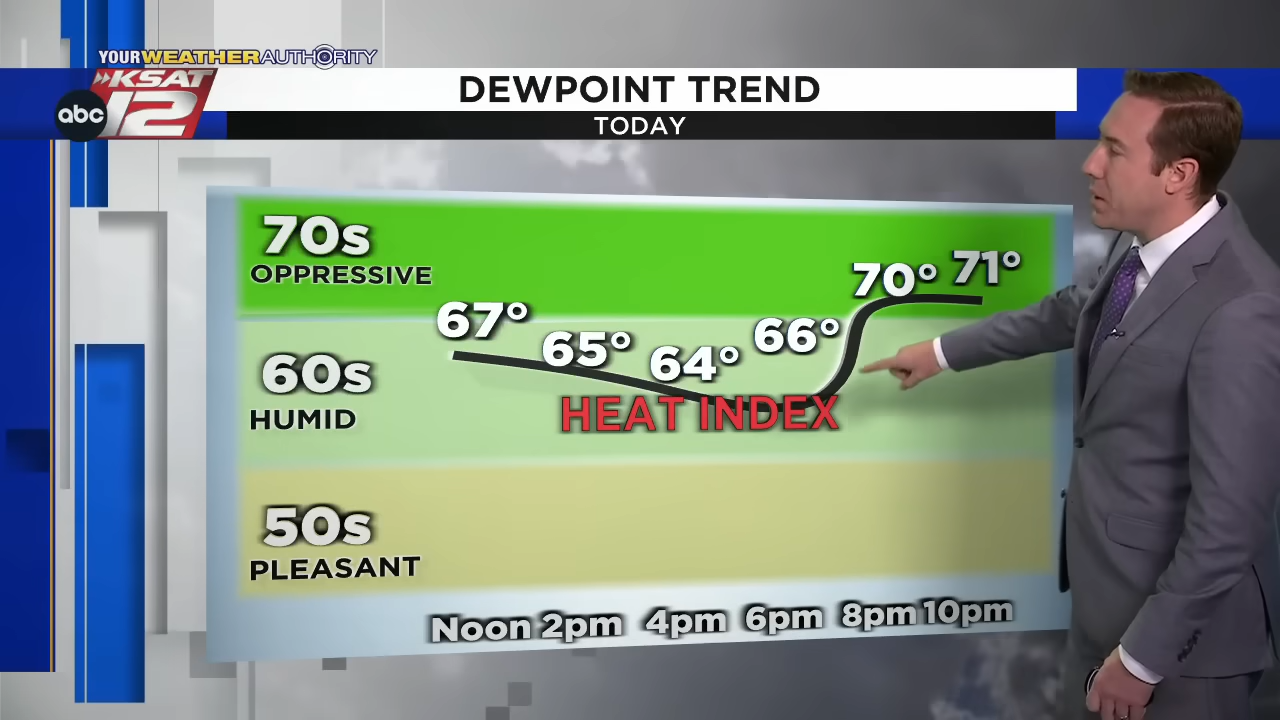 YOUR WEATHER AUTHORITY
KSAT
abc 12
DEWPOINT TREND
TODAY
70s
OPPRESSIVE
67° 65° 64° 66° 70° 71°
60s
HUMID
HEAT INDEX
50s
PLEASANT
Noon 2pm 4pm 6pm 8pm 10pm